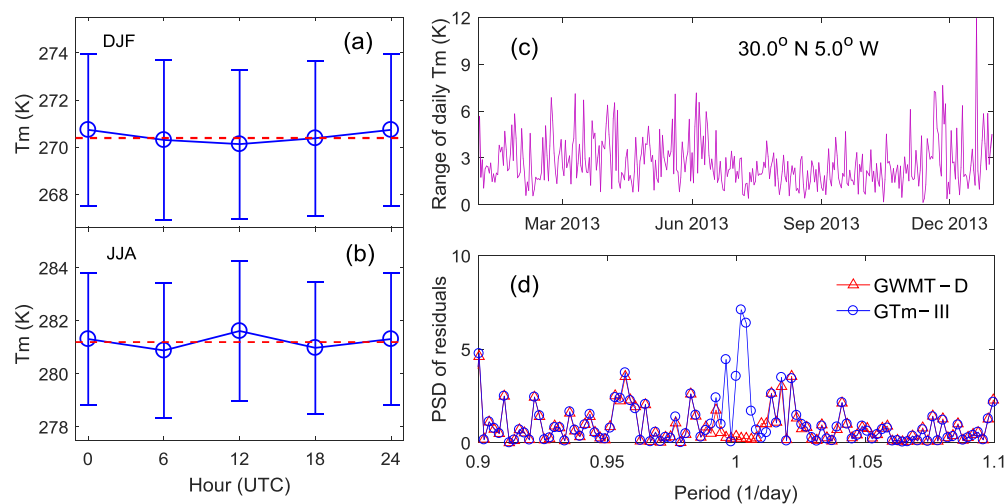 DJF
(a)
274
272
270
268
Tm (K)
JJA
(b)
284
282
280
278
Tm (K)
0
6
12
18
24
Hour (UTC)
(c)
30.0° N 5.0° W
12
9
6
3
0
Range of daily Tm (K)
Mar 2013
Jun 2013
Sep 2013
Dec 2013
(d)
GWMT−D
GTm−III
10
5
0
PSD of residuals
0.9
0.95
1
1.05
1.1
Period (1/day)